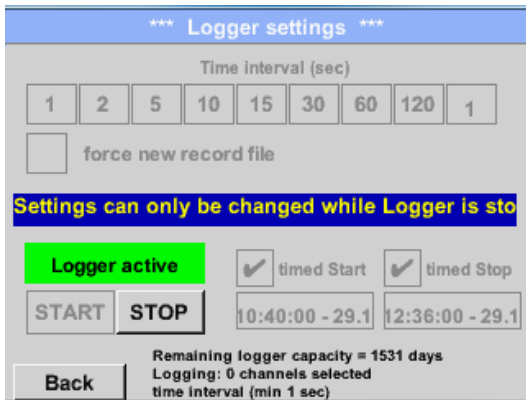 *** Logger settings ***
Time interval (sec)
1 2 5 10 15 30 60 120 1
force new record file
Settings can only be changed while Logger is sto
Logger active
✔ timed Start ✔ timed Stop
START STOP 10:40:00 - 29.1 12:36:00 - 29.1
Remaining logger capacity = 1531 days
Logging: 0 channels selected
time interval (min 1 sec)
Back